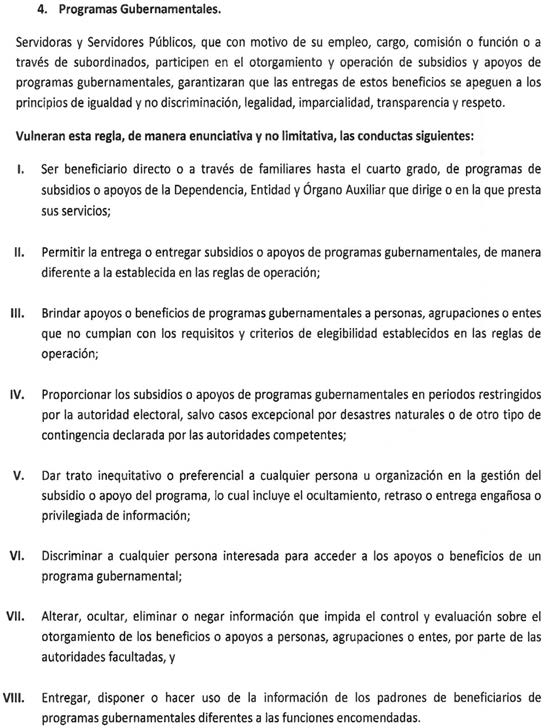 4. Programas Gubernamentales.
Servidoras y Servidores Públicos, que con motivo de su empleo, cargo, comisión o función o a
través de subordinados, participen en el otorgamiento y operación de subsidios y apoyos de
programas gubernamentales, garantizaran que las entregas de estos beneficios se apeguen a los
principios de igualdad y no discriminación, legalidad, imparcialidad, transparencia y respeto.
Vulneran esta regla, de manera enunciativa y no limitativa, las conductas siguientes:
I. Ser beneficiario directo o a través de familiares hasta el cuarto grado, de programas de
subsidios o apoyos de la Dependencia, Entidad y Órgano Auxiliar que dirige o en la que presta
sus servicios;
II. Permitir la entrega o entregar subsidios o apoyos de programas gubernamentales, de manera
diferente a la establecida en las reglas de operación;
III. Brindar apoyos o beneficios de programas gubernamentales a personas, agrupaciones o entes
que no cumplan con los requisitos y criterios de elegibilidad establecidos en las reglas de
operación;
IV. Proporcionar los subsidios o apoyos de programas gubernamentales en periodos restringidos
por la autoridad electoral, salvo casos excepcional por desastres naturales o de otro tipo de
contingencia declarada por las autoridades competentes;
V. Dar trato inequitativo o preferencial a cualquier persona u organización en la gestión del
subsidio o apoyo del programa, lo cual incluye el ocultamiento, retraso o entrega engañosa o
privilegiada de información;
VI. Discriminar a cualquier persona interesada para acceder a los apoyos o beneficios de un
programa gubernamental;
VII. Alterar, ocultar, eliminar o negar información que impida el control y evaluación sobre el
otorgamiento de los beneficios o apoyos a personas, agrupaciones o entes, por parte de las
autoridades facultadas, y
VIII. Entregar, disponer o hacer uso de la información de los padrones de beneficiarios de
programas gubernamentales diferentes a las funciones encomendadas.